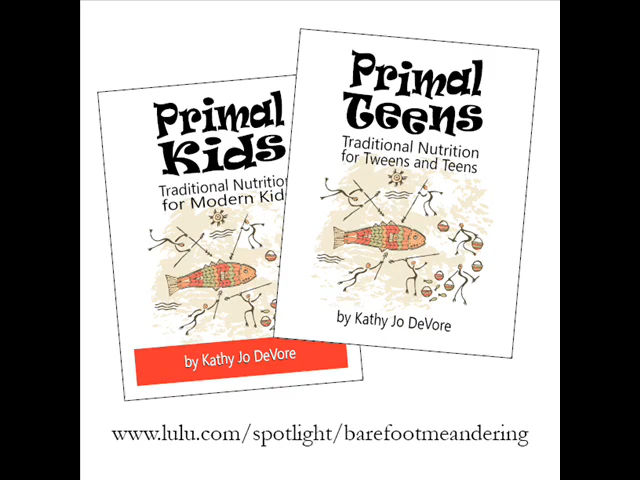 Primal
Kids
Traditional Nutrition
for Modern Kids
by Kathy Jo DeVore
Primal
Teens
Traditional Nutrition
for Tweens and Teens
by Kathy Jo DeVore
www.lulu.com/spotlight/barefootmeandering